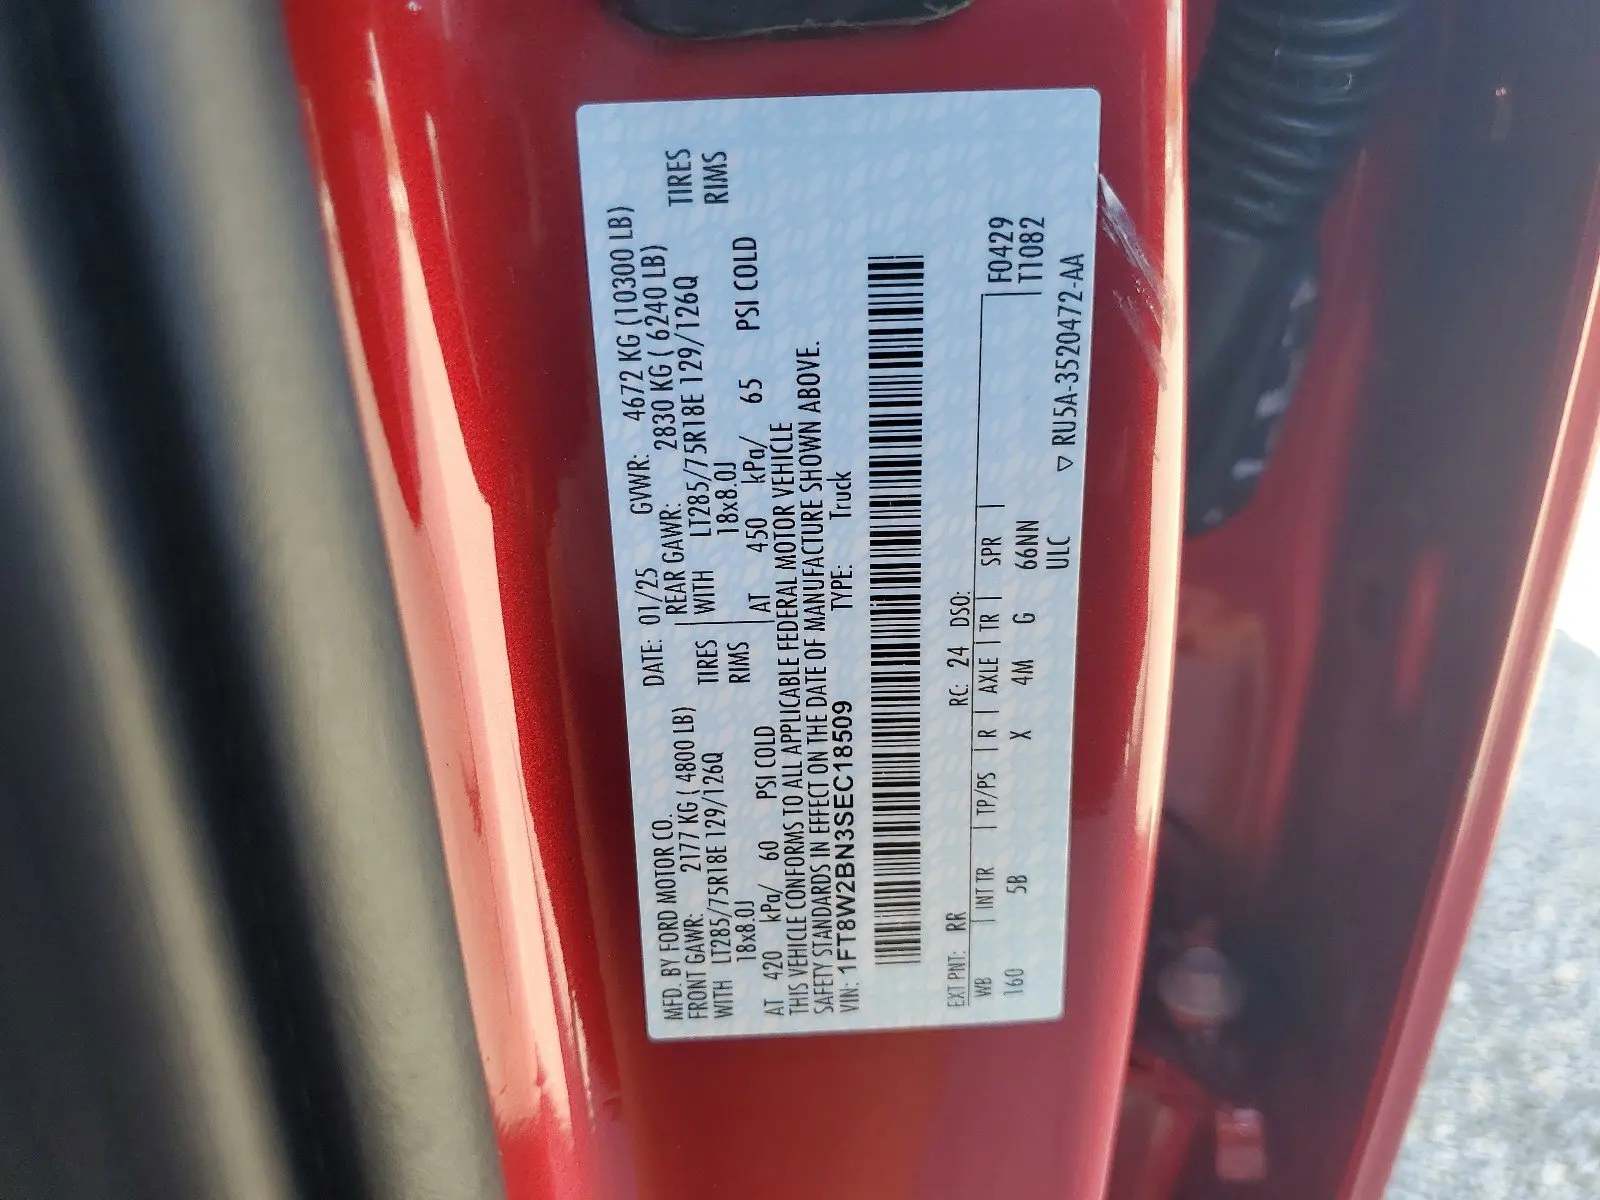 MFD. BY FORD MOTOR CO. DATE: 01/25 GVWR: 4672 KG (10300 LB)
FRONT GAWR: 2177 KG ( 4800 LB) REAR GAWR: 2830 KG ( 6240 LB)
WITH LT285/75R18E 129/126Q TIRES WITH LT285/75R18E 129/126Q TIRES
18x8.0J RIMS 18x8.0J RIMS
AT 420 kPa/ 60 PSI COLD AT 450 kPa/ 65 PSI COLD
THIS VEHICLE CONFORMS TO ALL APPLICABLE FEDERAL MOTOR VEHICLE
SAFETY STANDARDS IN EFFECT ON THE DATE OF MANUFACTURE SHOWN ABOVE.
VIN: 1FT8W2BN3SEC18509 TYPE: Truck
EXT PNT: RR RC: 24 DSO: F0429
WB INT TR TP/PS R AXLE TR SPR T1082
160 5B X 4M G 66NN
ULC ▽ RU5A-3520472-AA